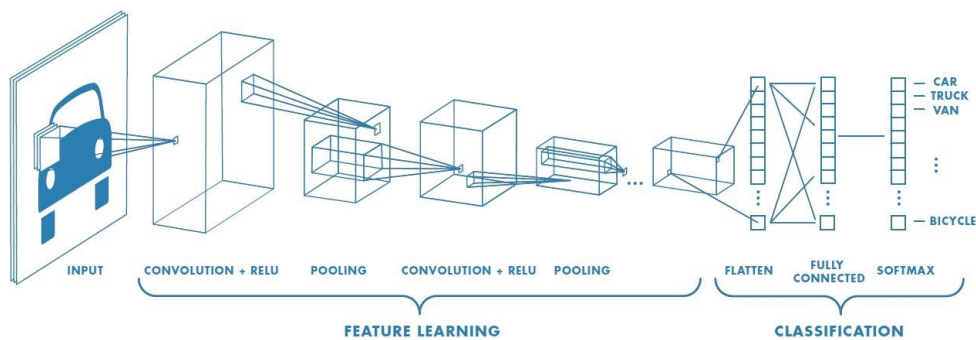 CAR
TRUCK
VAN
BICYCLE
INPUT
CONVOLUTION + RELU
POOLING
CONVOLUTION + RELU
POOLING
FLATTEN
FULLY
CONNECTED
SOFTMAX
FEATURE LEARNING
CLASSIFICATION